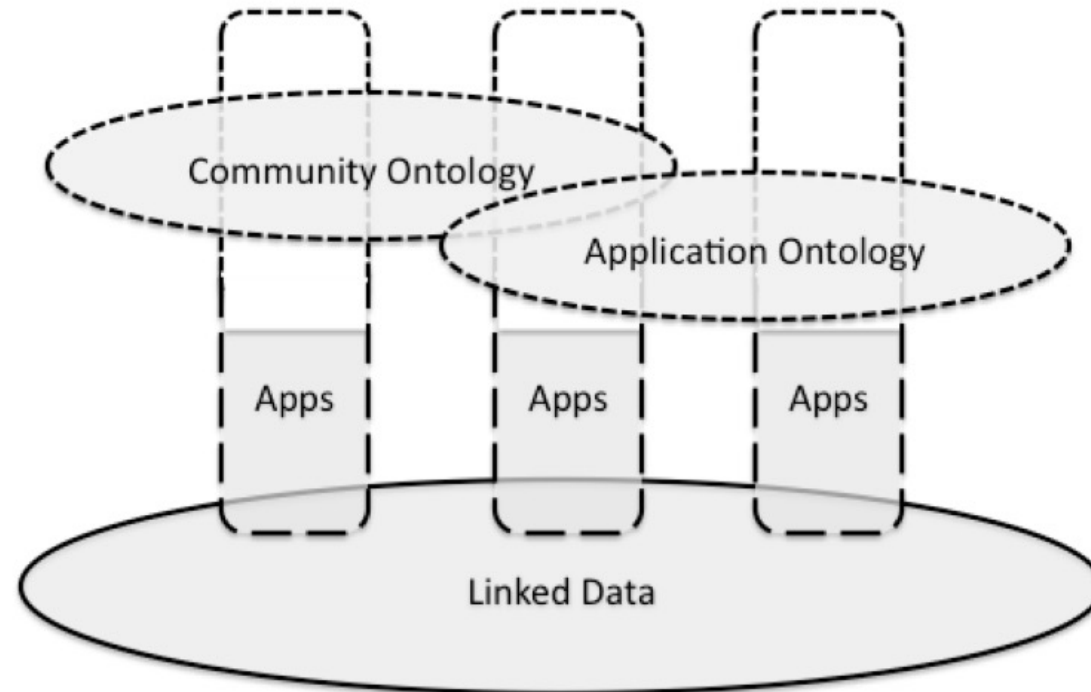 Community Ontology
Application Ontology
Apps
Apps
Apps
Linked Data